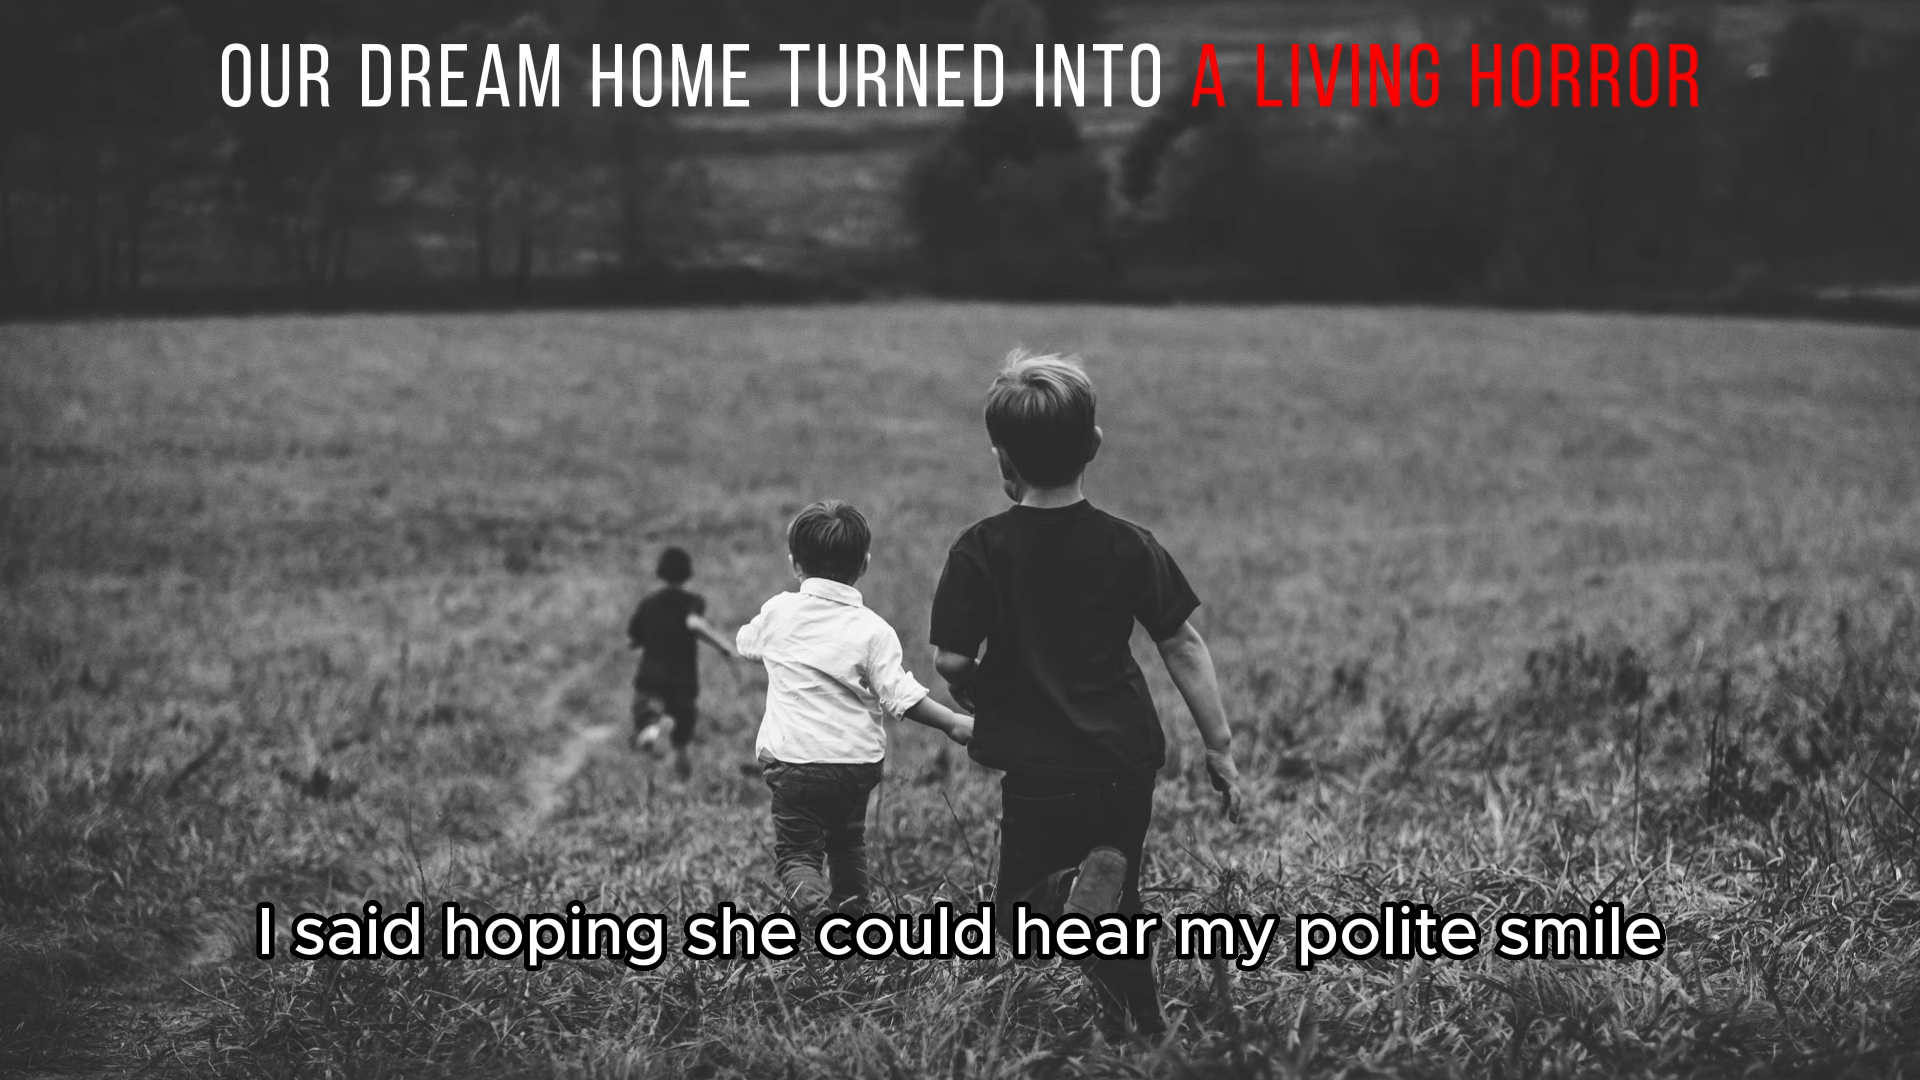 OUR DREAM HOME TURNED INTO A LIVING HORROR
I said hoping she could hear my polite smile